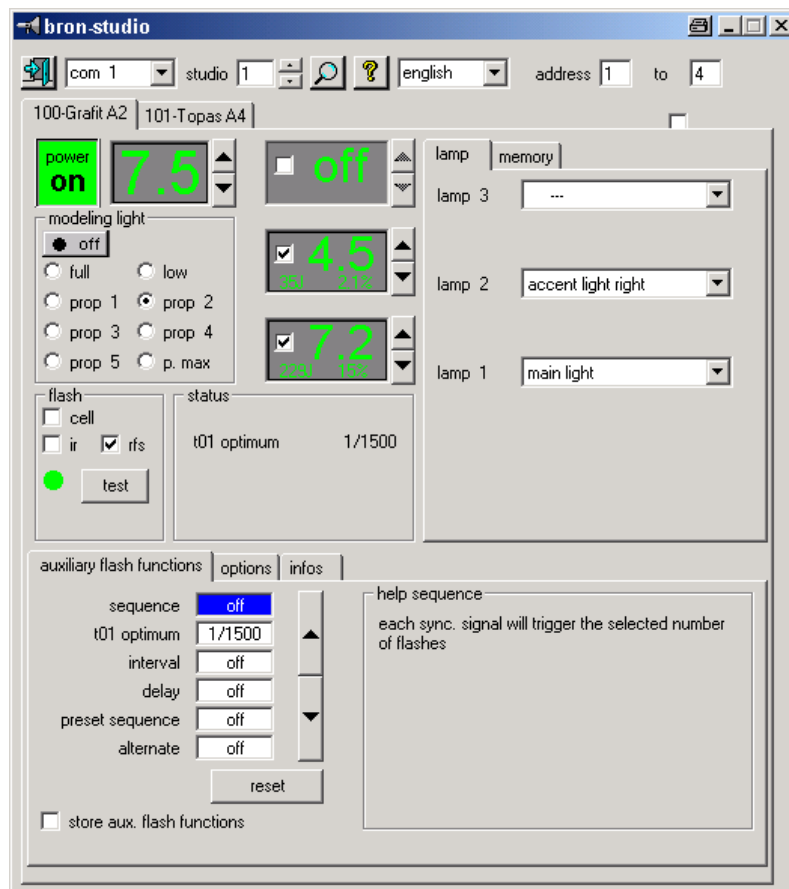 bron-studio
com 1 studio 1 ? english address 1 to 4
100-Grafit A2 101-Topas A4
power
on
7.5
off
modeling light
off
full low
prop 1 prop 2
prop 3 prop 4
prop 5 p. max
4.5
35J 2.1%
7.2
229J 15%
lamp memory
lamp 3 ---
lamp 2 accent light right
lamp 1 main light
flash
cell
ir rfs
test
status
t01 optimum 1/1500
auxiliary flash functions options infos
sequence off
t01 optimum 1/1500
interval off
delay off
preset sequence off
alternate off
reset
store aux. flash functions
help sequence
each sync. signal will trigger the selected number
of flashes